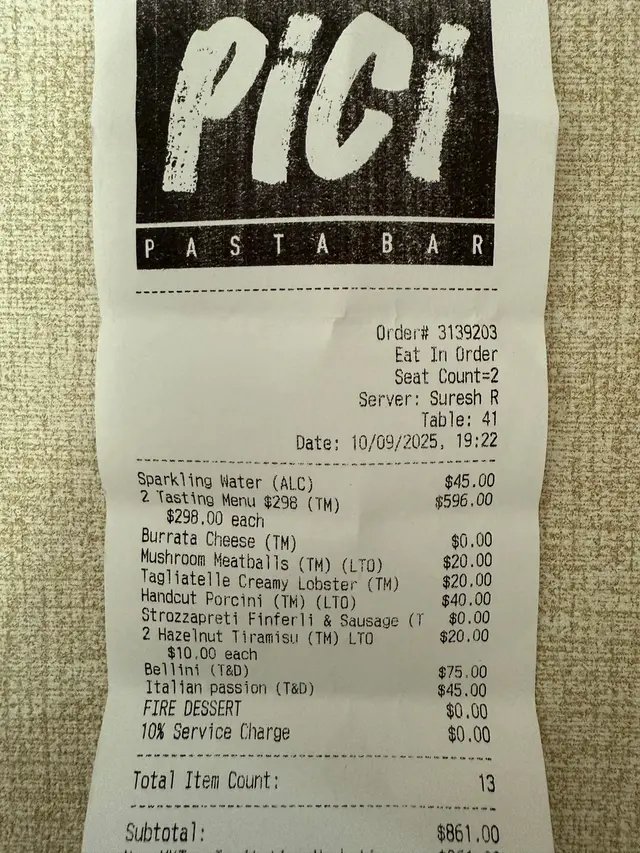 PiCi
PASTA BAR
Order# 3139203
Eat In Order
Seat Count=2
Server: Suresh R
Table: 41
Date: 10/09/2025, 19:22
Sparkling Water (ALC) $45.00
2 Tasting Menu $298 (TM) $596.00
$298.00 each
Burrata Cheese (TM) $0.00
Mushroom Meatballs (TM) (LTO) $20.00
Tagliatelle Creamy Lobster (TM) $20.00
Handcut Porcini (TM) (LTO) $40.00
Strozzapreti Finferli & Sausage (T $0.00
2 Hazelnut Tiramisu (TM) LTO $20.00
$10.00 each
Bellini (T&D) $75.00
Italian passion (T&D) $45.00
FIRE DESSERT $0.00
10% Service Charge $0.00
Total Item Count: 13
Subtotal: $861.00